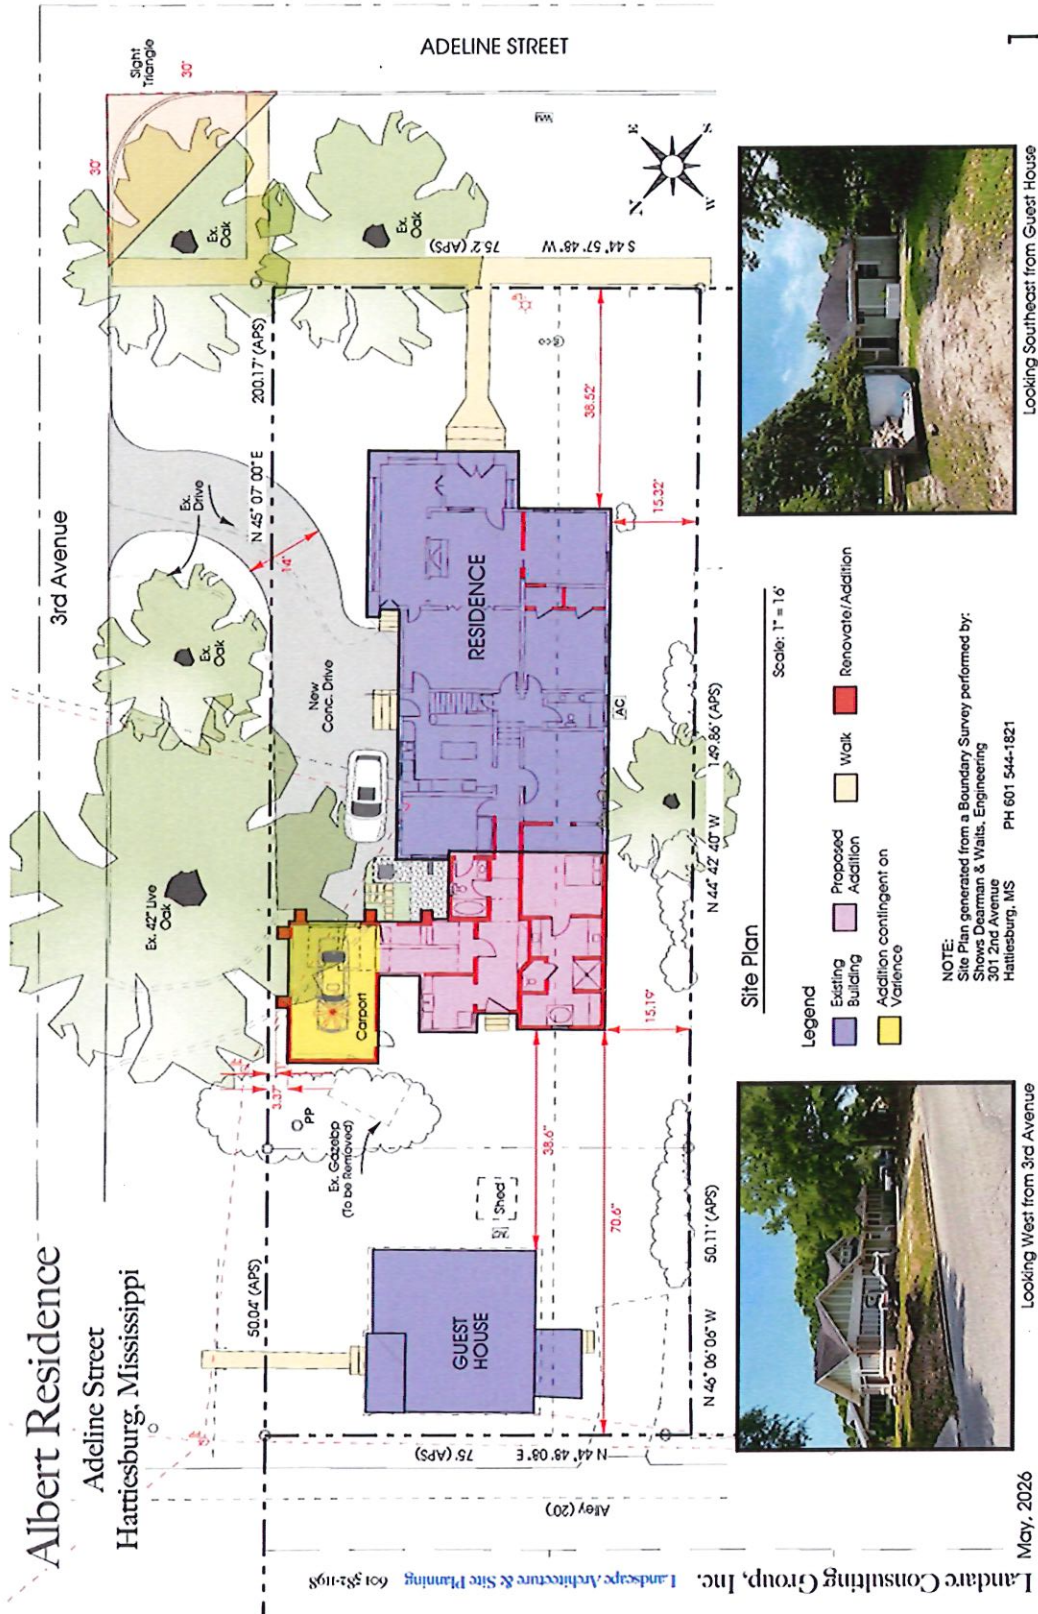 Albert Residence
Adeline Street
Hattiesburg, Mississippi
3rd Avenue
ADELINE STREET
Sight
Triangle
30'
30'
Ex.
Oak
Ex.
Oak
Ex.
Drive
Ex.
Oak
Ex. 42" Live
Oak
N 45° 07' 00" E
200.17' (APS)
14'
New
Conc. Drive
S 44° 57' 48" W
75.2' (APS)
WM
N
E
S
W
50.04' (APS)
3.37'
PP
Ex. Gazebp
(To be Removed)
Carport
RESIDENCE
38.52'
15.32'
AC
Shed
AC
GUEST
HOUSE
38.6'
70.6'
15.19'
N 44° 48' 08" E
75' (APS)
Alley (20')
N 46° 06' 06" W
50.11' (APS)
N 44° 42' 40" W
149.86' (APS)
Site Plan
Scale: 1" = 16'
Legend
Existing
Building
Proposed
Addition
Walk
Renovate/Addition
Addition contingent on
Varience
NOTE:
Site Plan generated from a Boundary Survey performed by:
Shows Dearman & Waits, Engineering
301 2nd Avenue
Hattiesburg, MS PH 601 544-1821
Looking West from 3rd Avenue
Looking Southeast from Guest House
Landarc Consulting Group, Inc. Landscape Architecture & Site Planning 601 582-1198
May, 2026
1